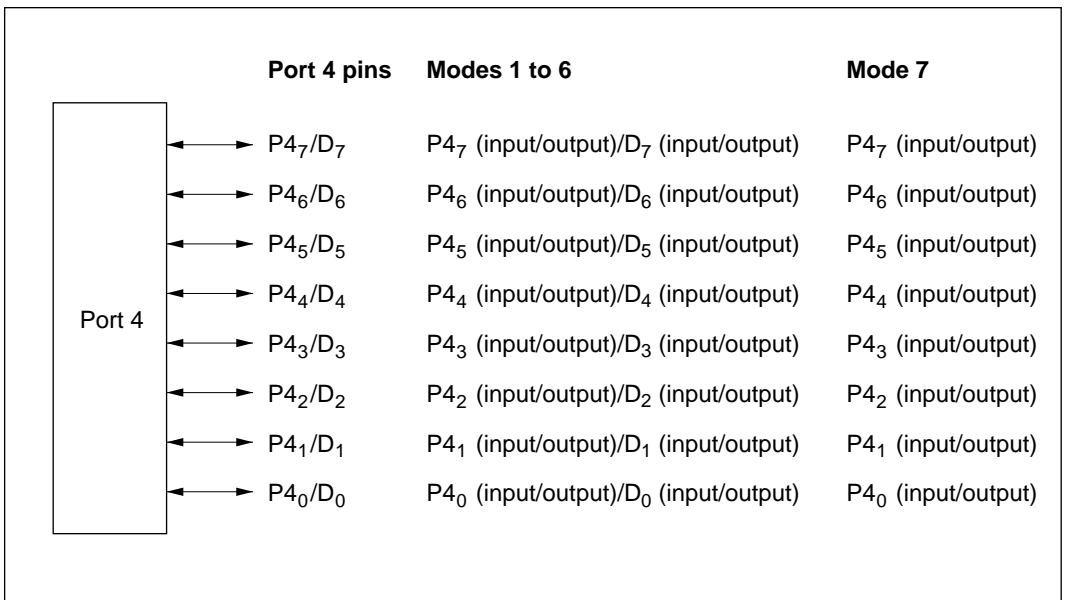 Port 4 pins Modes 1 to 6 Mode 7
P4₇/D₇ P4₇ (input/output)/D₇ (input/output) P4₇ (input/output)
P4₆/D₆ P4₆ (input/output)/D₆ (input/output) P4₆ (input/output)
P4₅/D₅ P4₅ (input/output)/D₅ (input/output) P4₅ (input/output)
P4₄/D₄ P4₄ (input/output)/D₄ (input/output) P4₄ (input/output)
Port 4
P4₃/D₃ P4₃ (input/output)/D₃ (input/output) P4₃ (input/output)
P4₂/D₂ P4₂ (input/output)/D₂ (input/output) P4₂ (input/output)
P4₁/D₁ P4₁ (input/output)/D₁ (input/output) P4₁ (input/output)
P4₀/D₀ P4₀ (input/output)/D₀ (input/output) P4₀ (input/output)